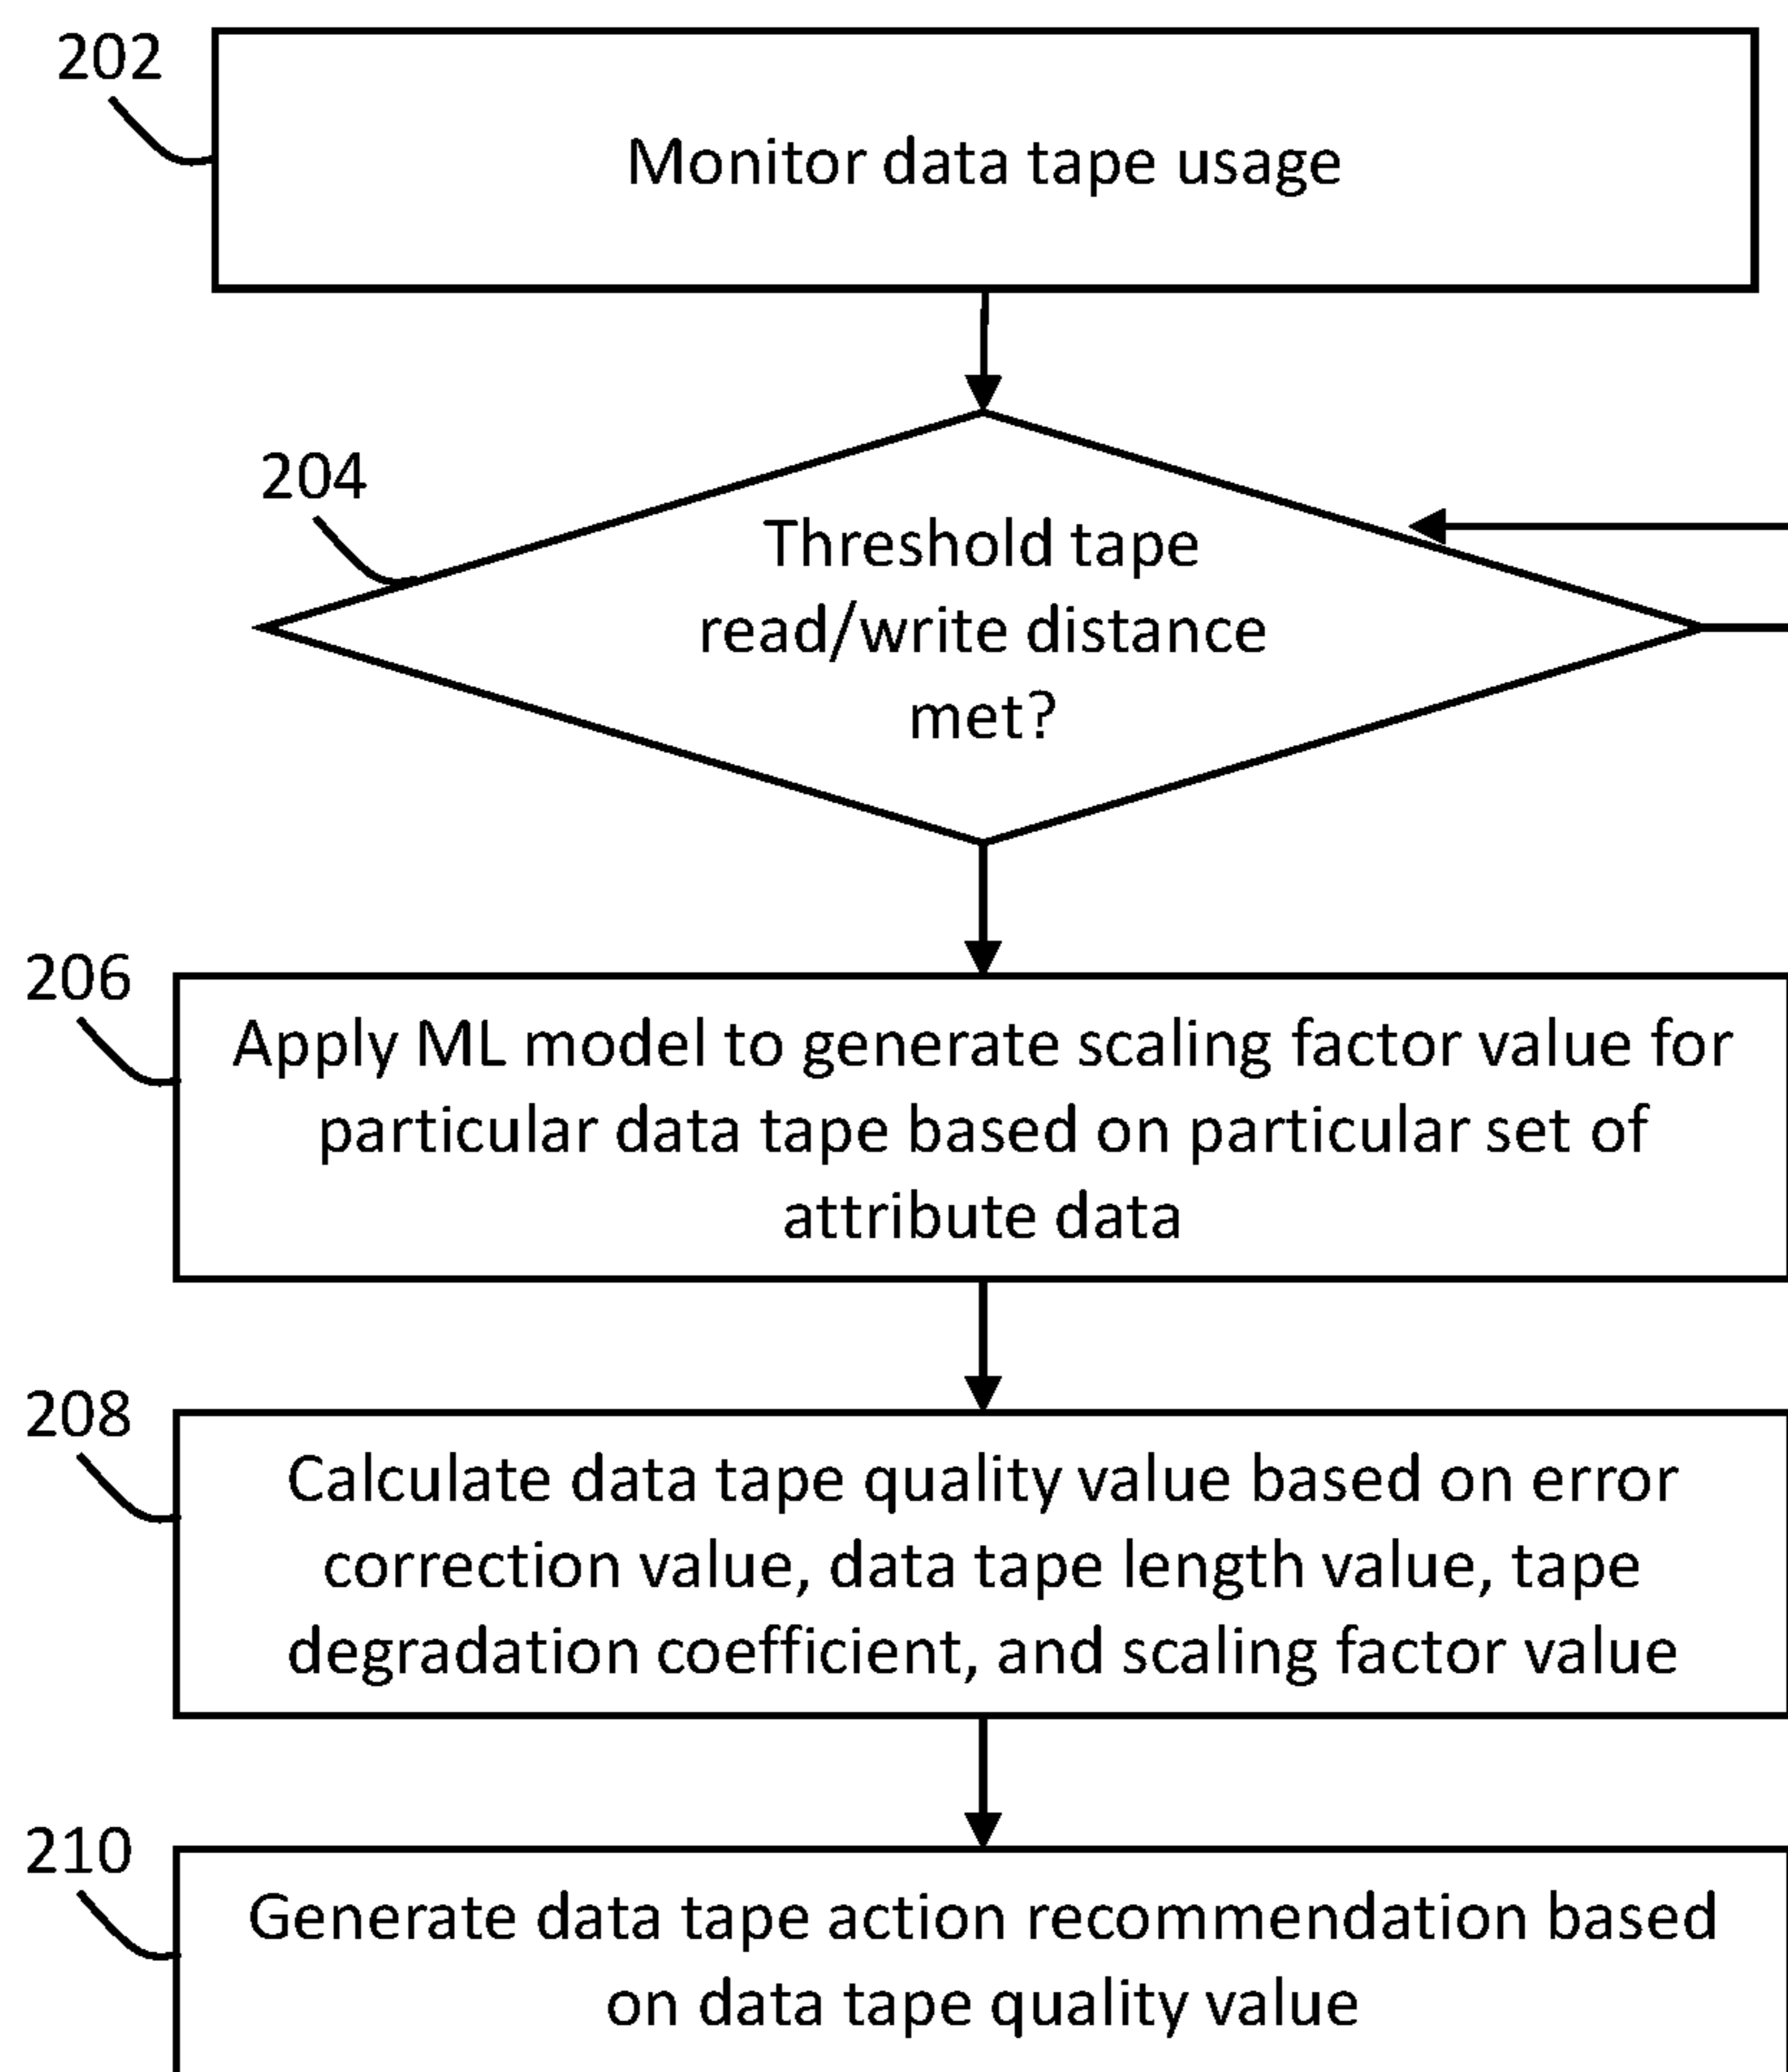 202
Monitor data tape usage
204
Threshold tape
read/write distance
met?
206
Apply ML model to generate scaling factor value for
particular data tape based on particular set of
attribute data
208
Calculate data tape quality value based on error
correction value, data tape length value, tape
degradation coefficient, and scaling factor value
210
Generate data tape action recommendation based
on data tape quality value